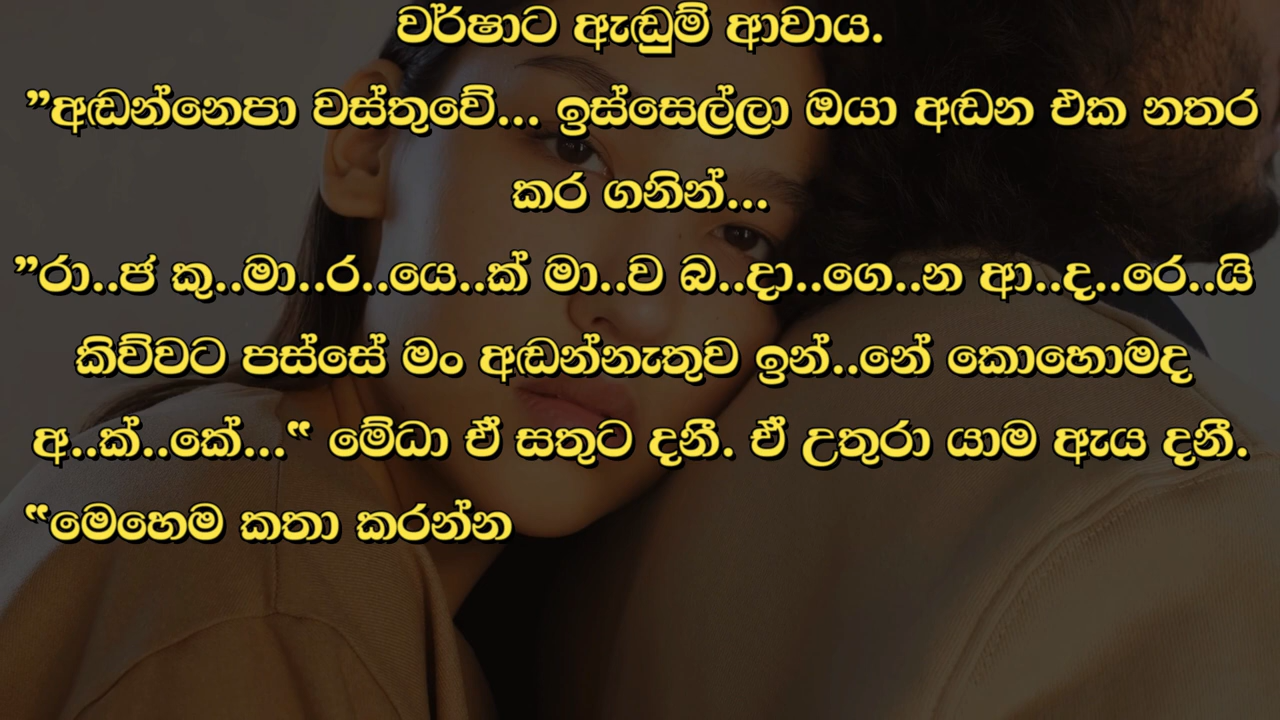 වර්ෂාට ඇඬුම් ආවාය.
”අඬන්නෙපා වස්තුවේ... ඉස්සෙල්ලා ඔයා අඬන එක නතර
කර ගනින්...
”රා..ජ කු..මා..ර..යෙ..ක් මා..ව බ..දා..ගෙ..න ආ..ද..රෙ..යි
කිව්වට පස්සේ මං අඬන්නැතුව ඉන්..නේ කොහොමද
අ..ක්..කේ...“ මේධා ඒ සතුට දනී. ඒ උතුරා යාම ඇය දනී.
“මෙහෙම කතා කරන්න